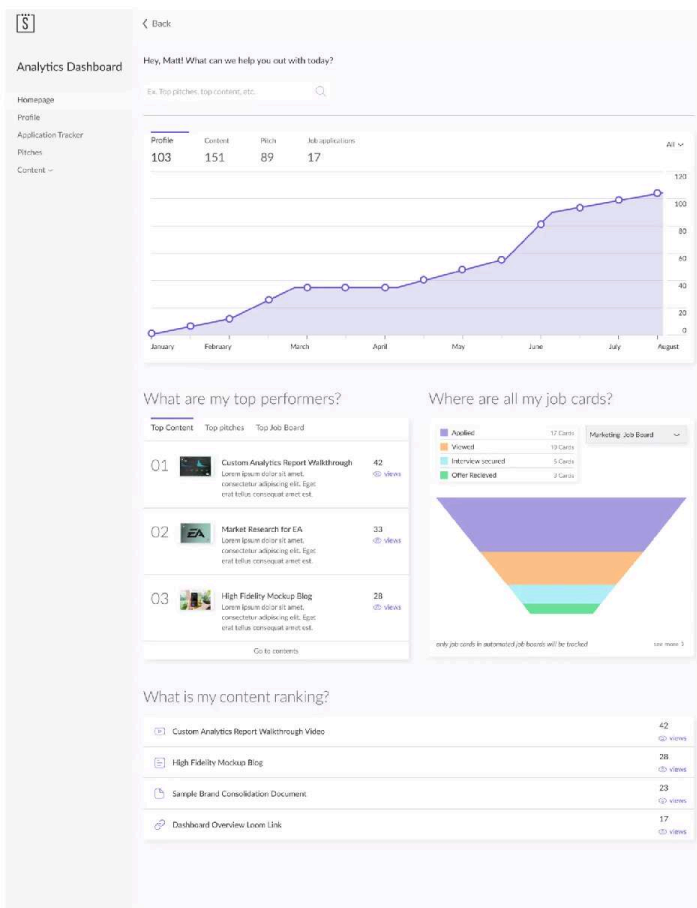 S
Back
Analytics Dashboard
Homepage
Profile
Application Tracker
Pitches
Content
Hey, Matt! What can we help you out with today?
Ex. Top pitches, top content, etc.
Profile Content Pitch Job applications
103 151 89 17
All
120
100
80
60
40
20
0
January February March April May June July August
What are my top performers?
Top Content Top pitches Top Job Board
01
Custom Analytics Report Walkthrough
Lorem ipsum dolor sit amet,
consectetur adipiscing elit. Eget
erat tellus consequat amet est.
42
views
02
EA
Market Research for EA
Lorem ipsum dolor sit amet,
consectetur adipiscing elit. Eget
erat tellus consequat amet est.
33
views
03
High Fidelity Mockup Blog
Lorem ipsum dolor sit amet,
consectetur adipiscing elit. Eget
erat tellus consequat amet est.
28
views
Go to contents
Where are all my job cards?
Applied 17 Cards
Viewed 10 Cards
Interview secured 5 Cards
Offer Recieved 3 Cards
Marketing Job Board
only job cards in automated job boards will be tracked
see more
What is my content ranking?
Custom Analytics Report Walkthrough Video
42
views
High Fidelity Mockup Blog
28
views
Sample Brand Consolidation Document
23
views
Dashboard Overview Loom Link
17
views